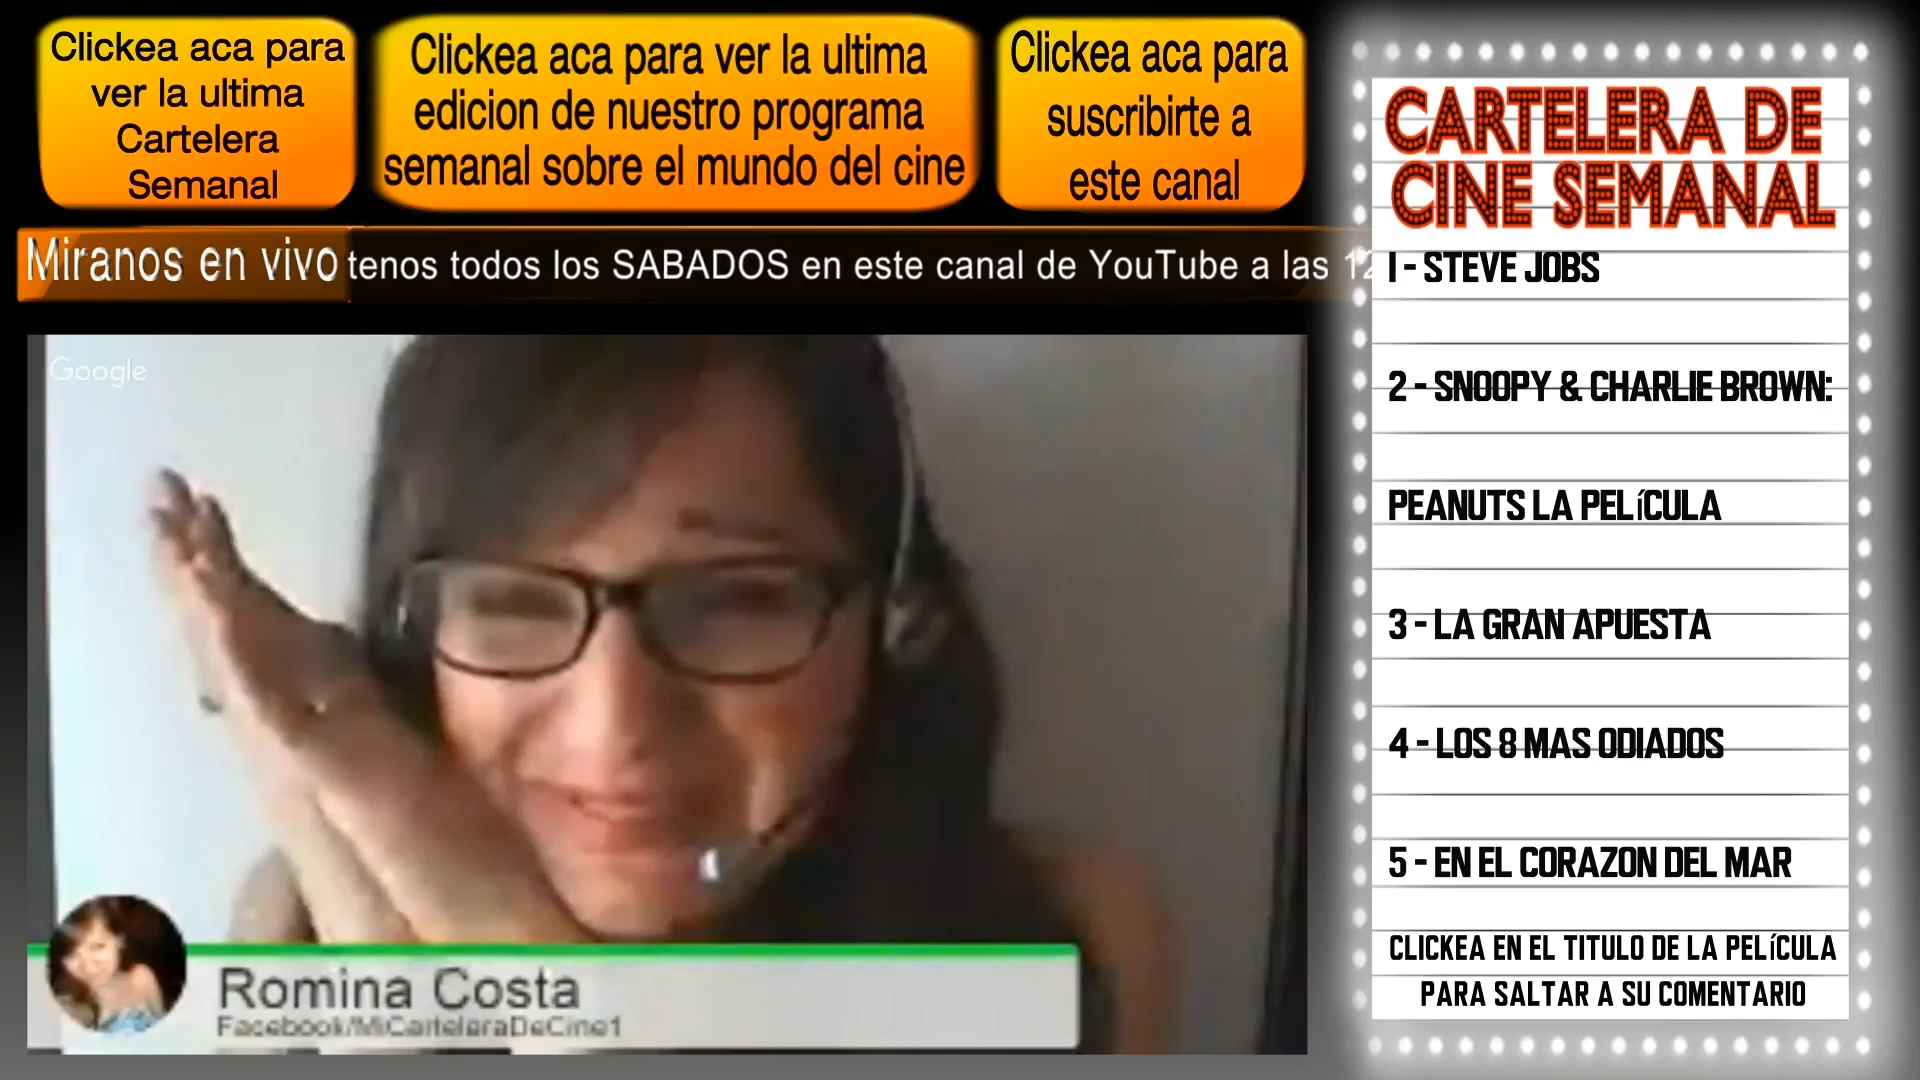 Clickea aca para
ver la ultima
Cartelera
Semanal
Clickea aca para ver la ultima
edicion de nuestro programa
semanal sobre el mundo del cine
Clickea aca para
suscribirte a
este canal
Miranos en vivo
tenos todos los SABADOS en este canal de YouTube a las 12
Google
Romina Costa
Facebook/MiCarteleraDeCine1
CARTELERA DE
CINE SEMANAL
1 - STEVE JOBS
2 - SNOOPY & CHARLIE BROWN:
PEANUTS LA PELíCULA
3 - LA GRAN APUESTA
4 - LOS 8 MAS ODIADOS
5 - EN EL CORAZON DEL MAR
CLICKEA EN EL TITULO DE LA PELíCULA
PARA SALTAR A SU COMENTARIO